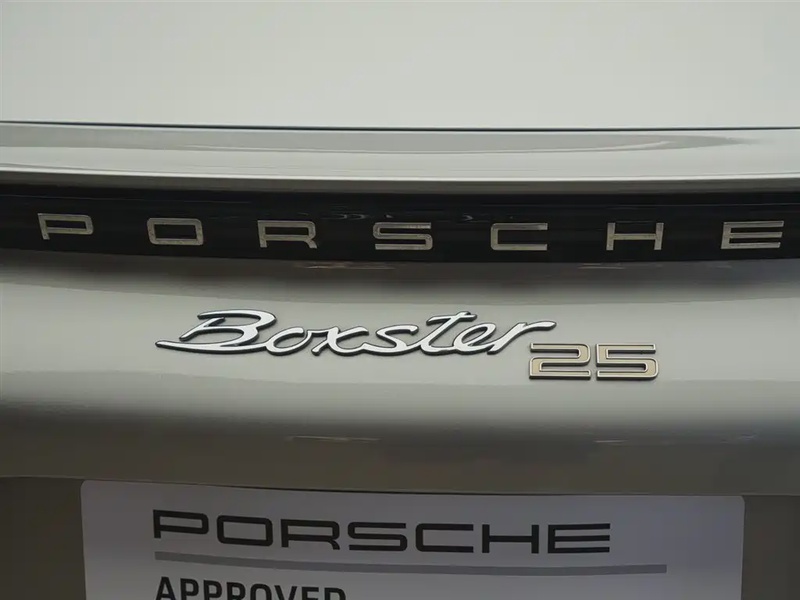 PORSCHE
Boxster 25
PORSCHE
APPROVED